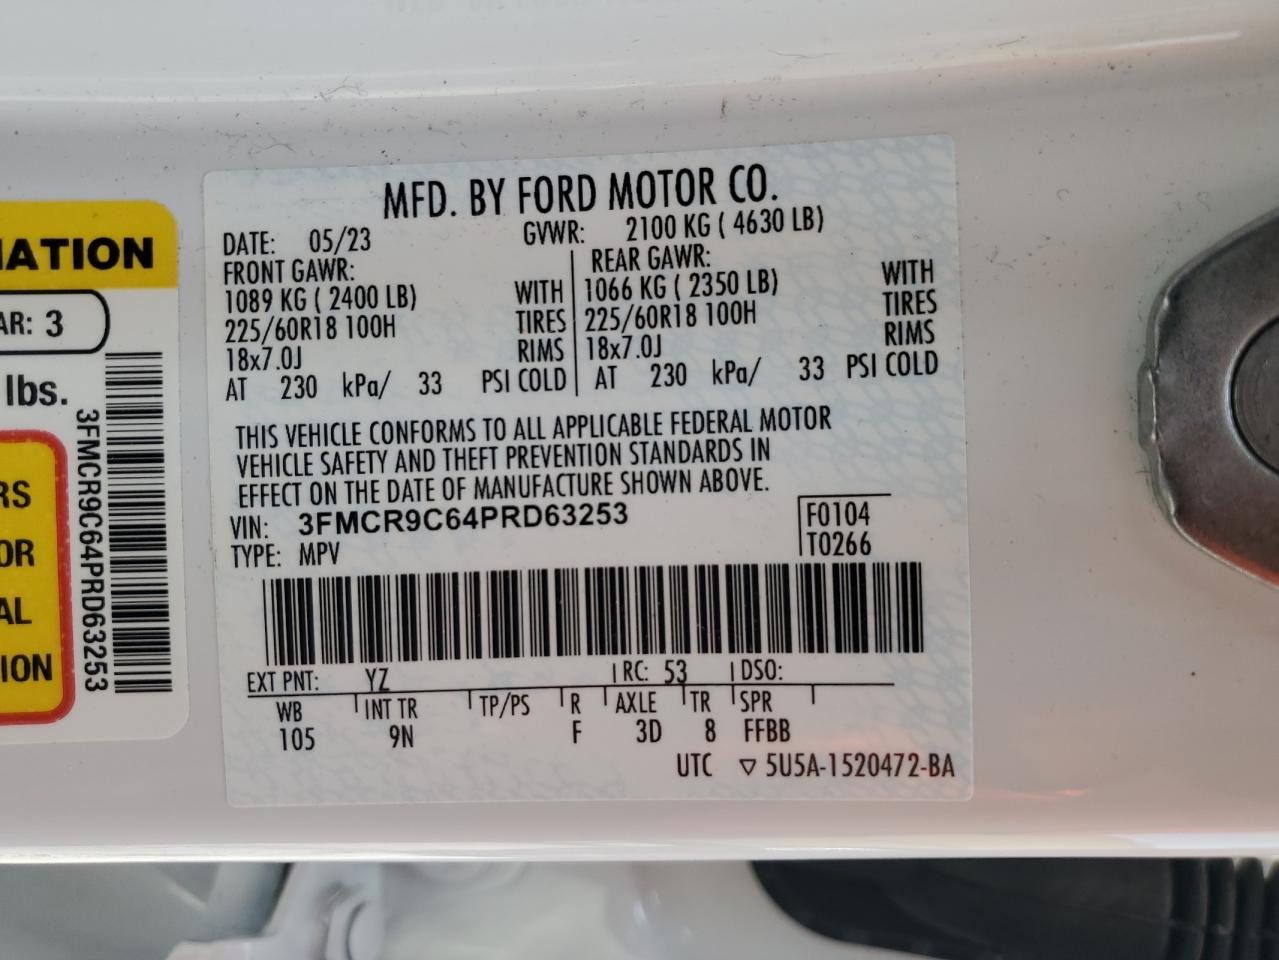 MFD. BY FORD MOTOR CO.
DATE: 05/23 GVWR: 2100 KG ( 4630 LB)
FRONT GAWR: REAR GAWR:
1089 KG ( 2400 LB) WITH 1066 KG ( 2350 LB) WITH
225/60R18 100H TIRES 225/60R18 100H TIRES
18x7.0J RIMS 18x7.0J RIMS
AT 230 kPa/ 33 PSI COLD AT 230 kPa/ 33 PSI COLD
THIS VEHICLE CONFORMS TO ALL APPLICABLE FEDERAL MOTOR
VEHICLE SAFETY AND THEFT PREVENTION STANDARDS IN
EFFECT ON THE DATE OF MANUFACTURE SHOWN ABOVE.
VIN: 3FMCR9C64PRD63253 F0104
TYPE: MPV T0266
EXT PNT: YZ RC: 53 DSO:
WB INT TR TP/PS R AXLE TR SPR
105 9N F 3D 8 FFBB
UTC ▽ 5U5A-1520472-BA
IATION
AR: 3
lbs.
RS
OR
AL
ION
3FMCR9C64PRD63253